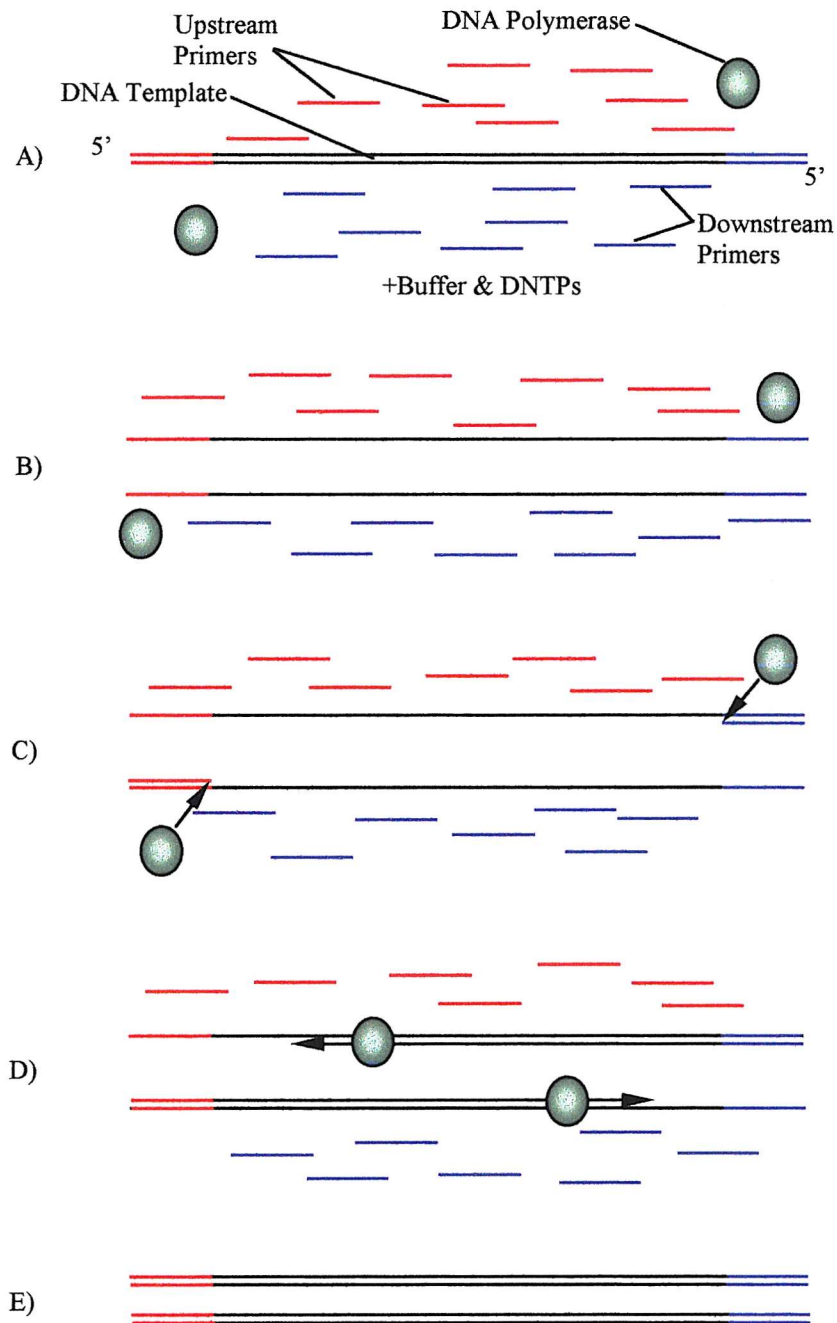 Upstream
Primers
DNA Polymerase
DNA Template
5’
A)
5’
Downstream
Primers
+Buffer & DNTPs
B)
C)
D)
E)